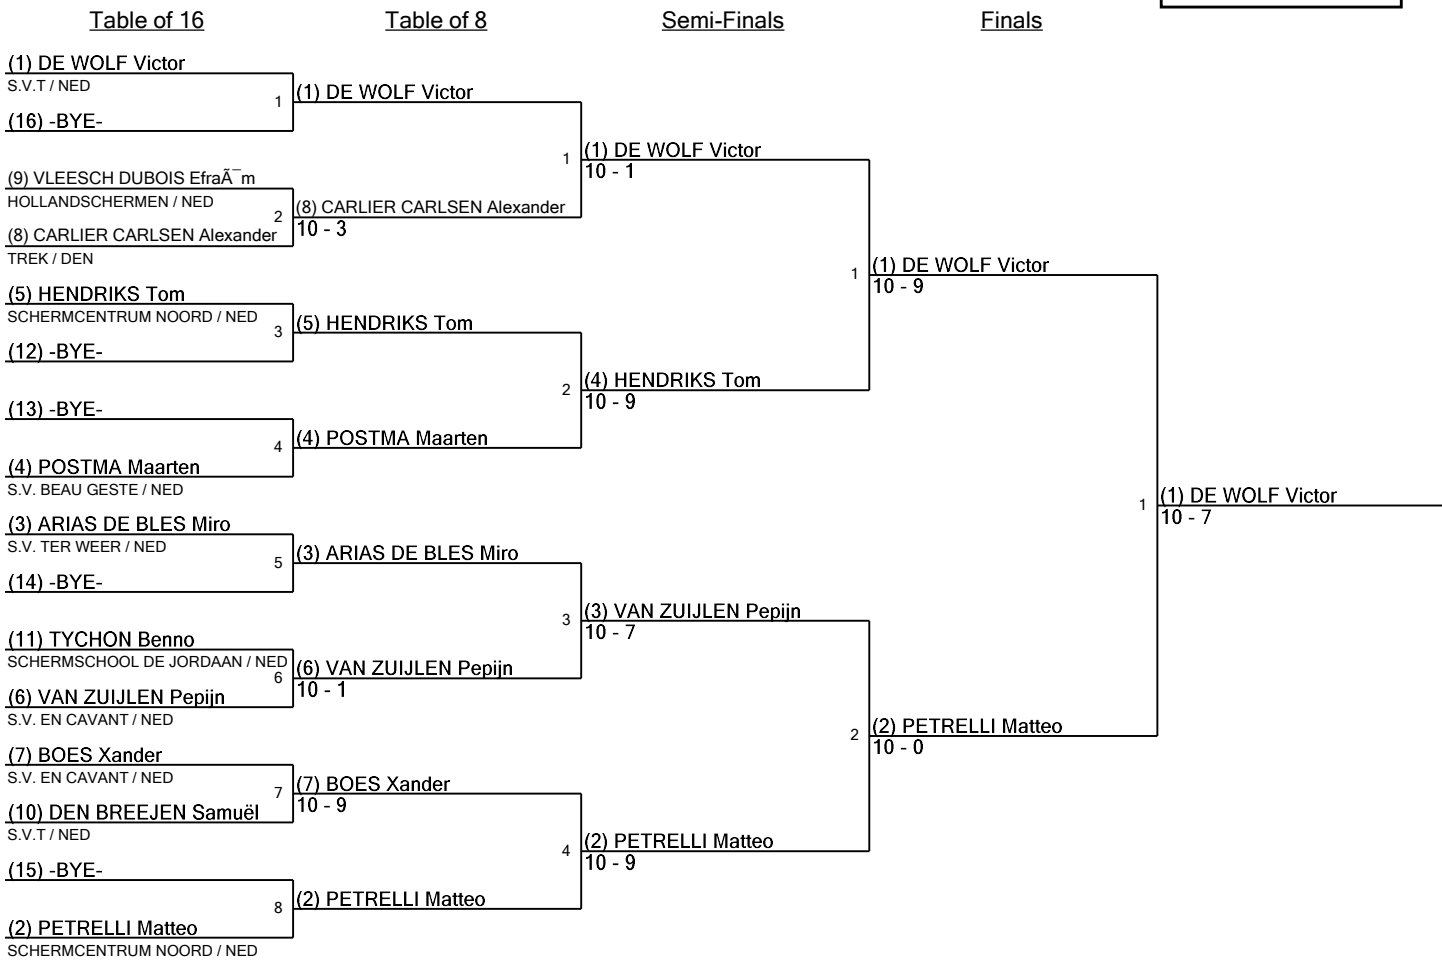 Table of 16
Table of 8
Semi-Finals
Finals
(1) DE WOLF Victor
S.V.T / NED
1
(16) -BYE-
(9) VLEESCH DUBOIS EfraÃ¯m
HOLLANDSCHERMEN / NED
2
(8) CARLIER CARLSEN Alexander
TREK / DEN
(5) HENDRIKS Tom
SCHERMCENTRUM NOORD / NED
3
(12) -BYE-
(13) -BYE-
4
(4) POSTMA Maarten
S.V. BEAU GESTE / NED
(3) ARIAS DE BLES Miro
S.V. TER WEER / NED
5
(14) -BYE-
(11) TYCHON Benno
SCHERMSCHOOL DE JORDAAN / NED
6
(6) VAN ZUIJLEN Pepijn
S.V. EN CAVANT / NED
(7) BOES Xander
S.V. EN CAVANT / NED
7
(10) DEN BREEJEN Samuël
S.V.T / NED
(15) -BYE-
8
(2) PETRELLI Matteo
SCHERMCENTRUM NOORD / NED
(1) DE WOLF Victor
1
(8) CARLIER CARLSEN Alexander
10 - 3
(5) HENDRIKS Tom
2
(4) POSTMA Maarten
(3) ARIAS DE BLES Miro
3
(6) VAN ZUIJLEN Pepijn
10 - 1
(7) BOES Xander
10 - 9
4
(2) PETRELLI Matteo
(1) DE WOLF Victor
10 - 1
1
(4) HENDRIKS Tom
10 - 9
(3) VAN ZUIJLEN Pepijn
10 - 7
2
(2) PETRELLI Matteo
10 - 9
(1) DE WOLF Victor
10 - 9
1
(2) PETRELLI Matteo
10 - 0
(1) DE WOLF Victor
10 - 7